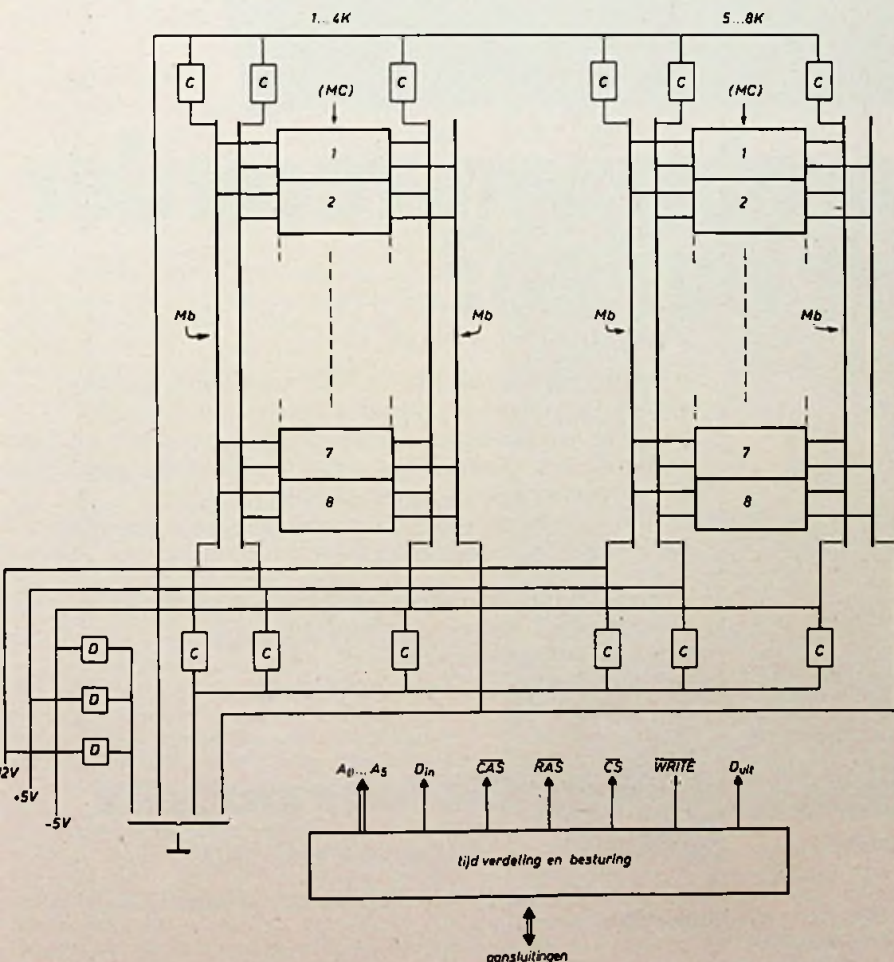 1...4K 5...8K
C C C C C C
(MC) (MC)
1 1
2 2
Mb Mb Mb Mb
7 7
8 8
C C C C C C
D
D
D
12V
+5V
-5V
A0...A5 Din CAS RAS CS WRITE Duit
tijd verdeling en besturing
aansluitingen